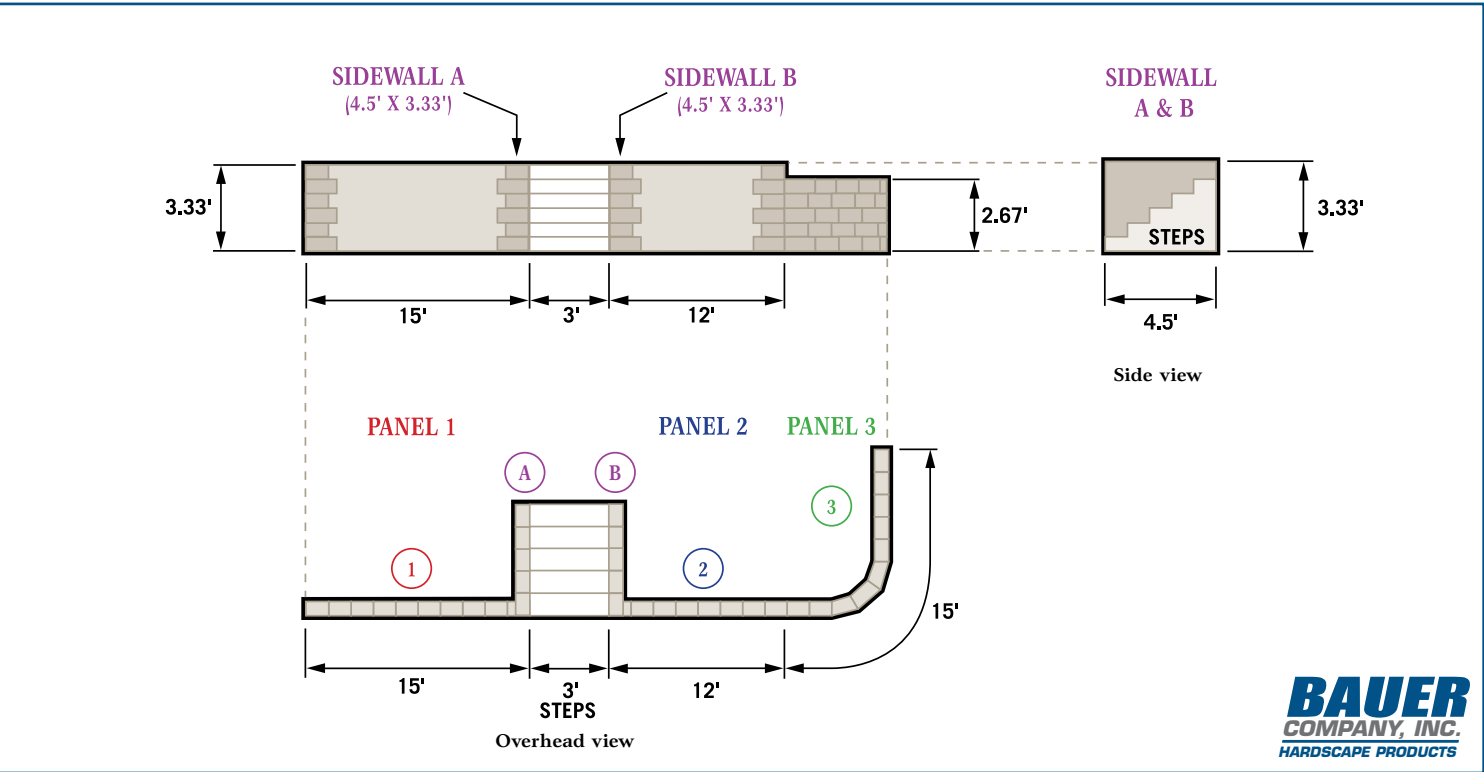 SIDEWALL A
(4.5' X 3.33')
SIDEWALL B
(4.5' X 3.33')
SIDEWALL
A & B
3.33'
2.67'
STEPS
3.33'
15'
3'
12'
4.5'
Side view
PANEL 1
PANEL 2
PANEL 3
A
B
3
1
2
15'
15'
3'
12'
STEPS
Overhead view
BAUER
COMPANY, INC.
HARDSCAPE PRODUCTS